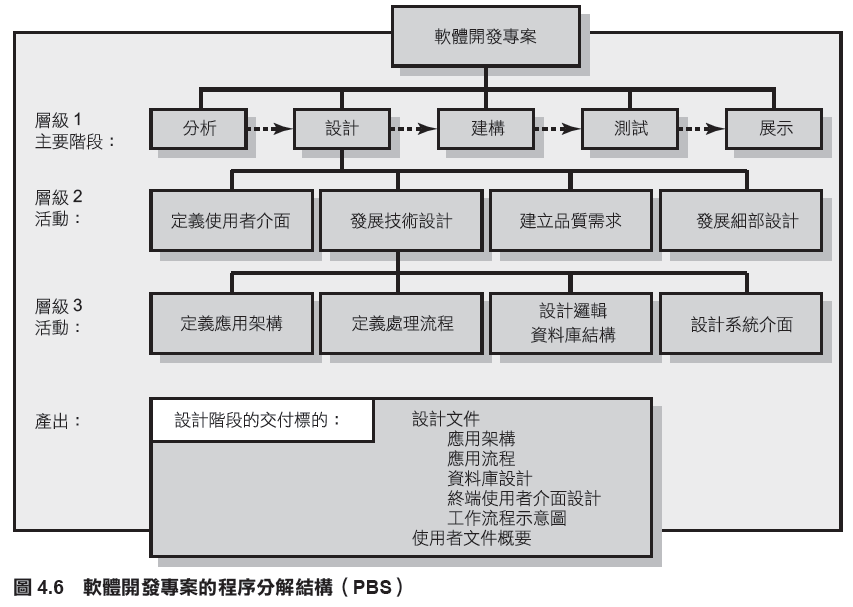 軟體開發專案
層級 1
主要階段：
分析
設計
建構
測試
展示
層級 2
活動：
定義使用者介面
發展技術設計
建立品質需求
發展細部設計
層級 3
活動：
定義應用架構
定義處理流程
設計邏輯
資料庫結構
設計系統介面
產出：
設計階段的交付標的：
設計文件
應用架構
應用流程
資料庫設計
終端使用者介面設計
工作流程示意圖
使用者文件概要
圖 4.6 軟體開發專案的程序分解結構（PBS）